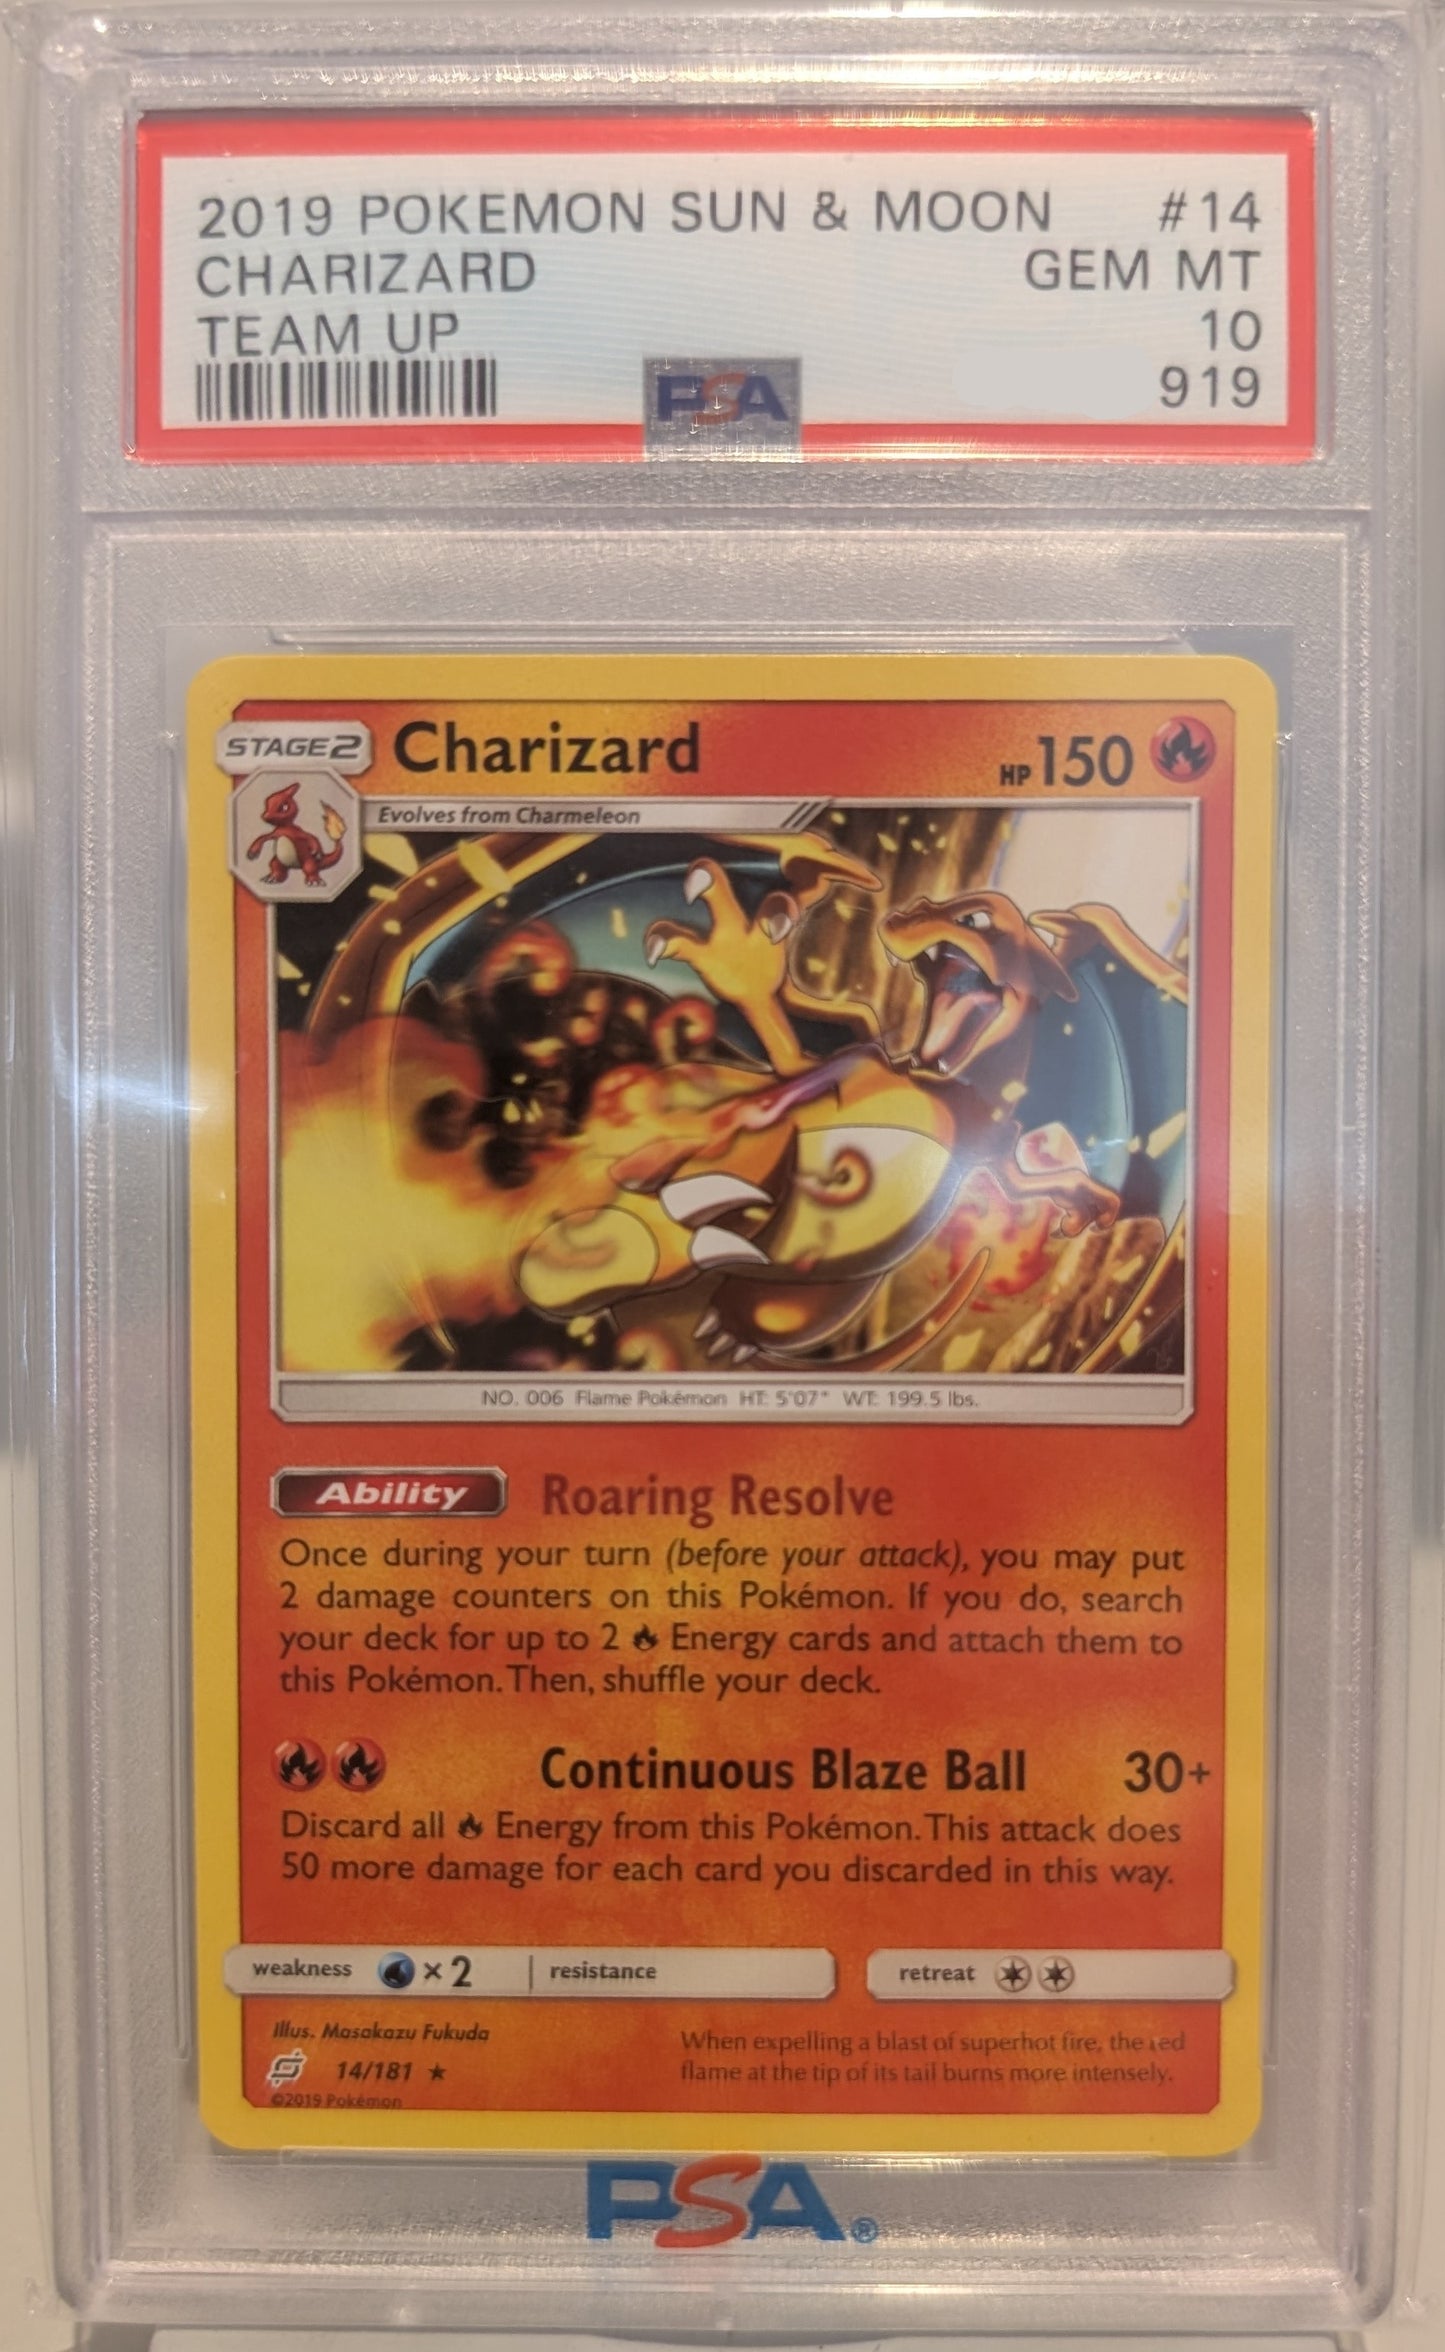 2019 POKEMON SUN & MOON #14
CHARIZARD GEM MT
TEAM UP 10
PSA 919
STAGE 2 Charizard HP 150
Evolves from Charmeleon
NO. 006 Flame Pokémon HT: 5'07" WT: 199.5 lbs.
Ability Roaring Resolve
Once during your turn (before your attack), you may put
2 damage counters on this Pokémon. If you do, search
your deck for up to 2 Energy cards and attach them to
this Pokémon. Then, shuffle your deck.
Continuous Blaze Ball 30+
Discard all Energy from this Pokémon. This attack does
50 more damage for each card you discarded in this way.
weakness ×2 resistance retreat
Illus. Masakazu Fukuda
14/181 ★
©2019 Pokémon
When expelling a blast of superhot fire, the red
flame at the tip of its tail burns more intensely.
PSA®